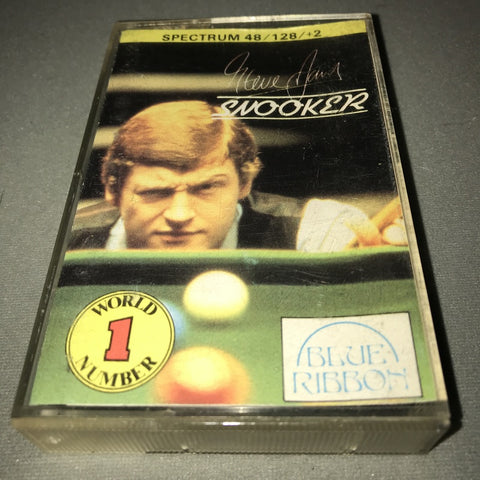 SPECTRUM 48/128/+2
Steve Davis
SNOOKER
WORLD
1
NUMBER
BLUE
RIBBON